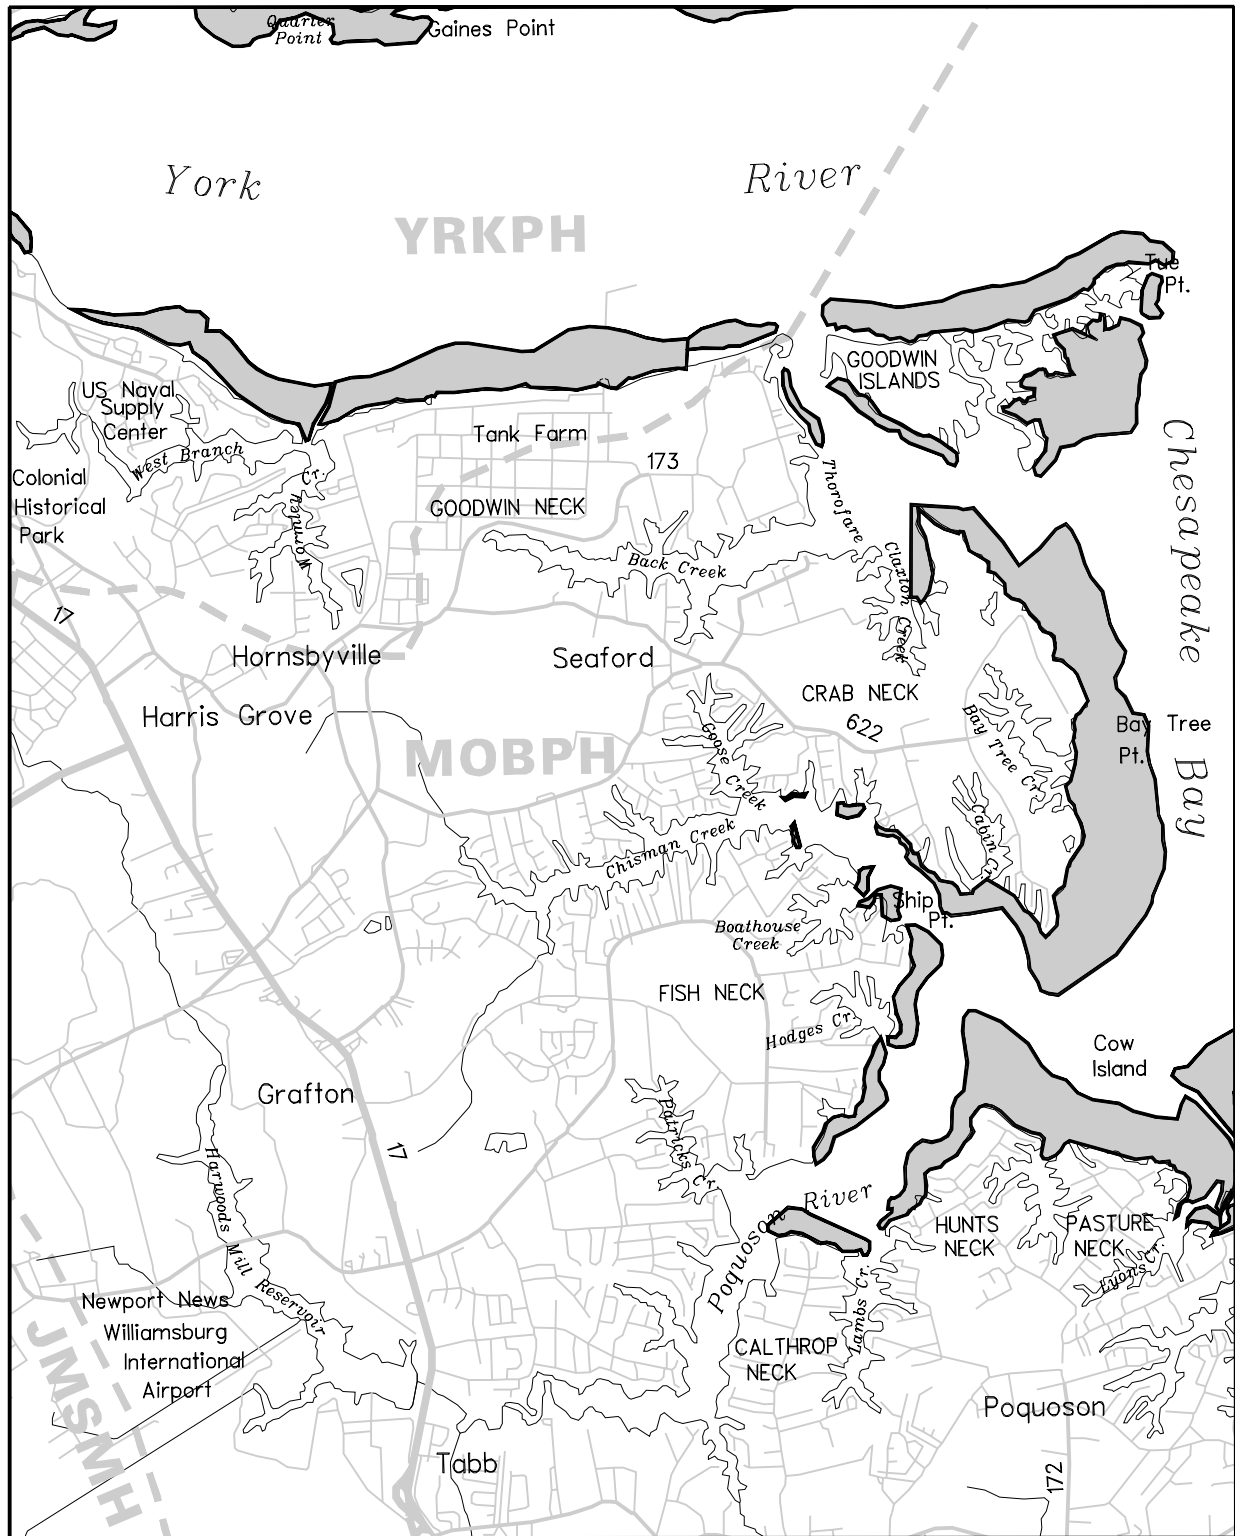 Quarter
Point
Gaines Point
York
River
YRKPH
Tue
Pt.
GOODWIN
ISLANDS
US Naval
Supply
Center
West Branch
Cr.
Wormley
Colonial
Historical
Park
Tank Farm
173
GOODWIN NECK
Thorofare
Back Creek
Claxton Creek
Chesapeake
Bay
17
Hornsbyville
Seaford
CRAB NECK
622
Harris Grove
MOBPH
Goose Creek
Bay Tree Cr.
Bay Tree
Pt.
Cabin Cr.
Chisman Creek
Ship
Pt.
Boathouse
Creek
FISH NECK
Hodges Cr.
Cow
Island
Grafton
Patricks Cr.
17
Harwoods Mill Reservoir
Poquoson River
HUNTS
NECK
PASTURE
NECK
Lyons Cr.
Lambs Cr.
Newport News
Williamsburg
International
Airport
JMSMH
CALTHROP
NECK
Poquoson
Tabb
172